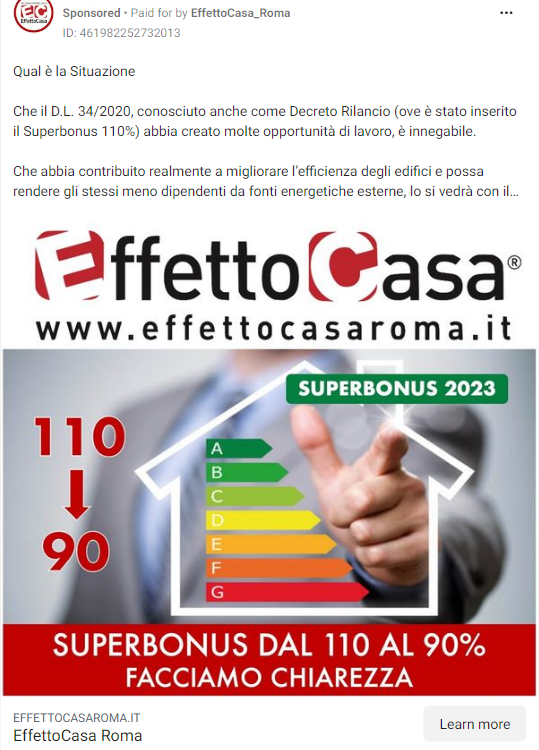 EC
EffettoCasa
Sponsored • Paid for by EffettoCasa_Roma
ID: 461982252732013
Qual è la Situazione
Che il D.L. 34/2020, conosciuto anche come Decreto Rilancio (ove è stato inserito
il Superbonus 110%) abbia creato molte opportunità di lavoro, è innegabile.
Che abbia contribuito realmente a migliorare l’efficienza degli edifici e possa
rendere gli stessi meno dipendenti da fonti energetiche esterne, lo si vedrà con il...
EffettoCasa®
www.effettocasaroma.it
SUPERBONUS 2023
110
90
A
B
C
D
E
F
G
SUPERBONUS DAL 110 AL 90%
FACCIAMO CHIAREZZA
EFFETTOCASAROMA.IT
EffettoCasa Roma
Learn more